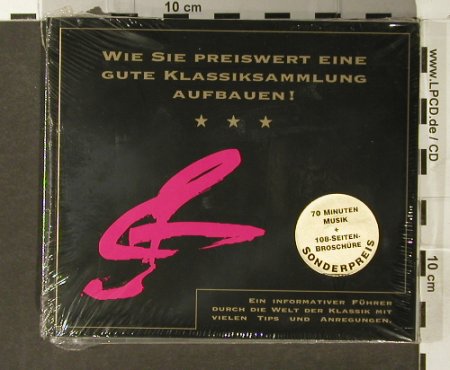 10 cm
WIE SIE PREISWERT EINE
GUTE KLASSIKSAMMLUNG
AUFBAUEN!
70 MINUTEN
MUSIK
+
108-SEITEN-
BROSCHÜRE
SONDERPREIS
EIN INFORMATIVER FÜHRER
DURCH DIE WELT DER KLASSIK MIT
VIELEN TIPS UND ANREGUNGEN.
www.LPCD.de / CD
10 cm